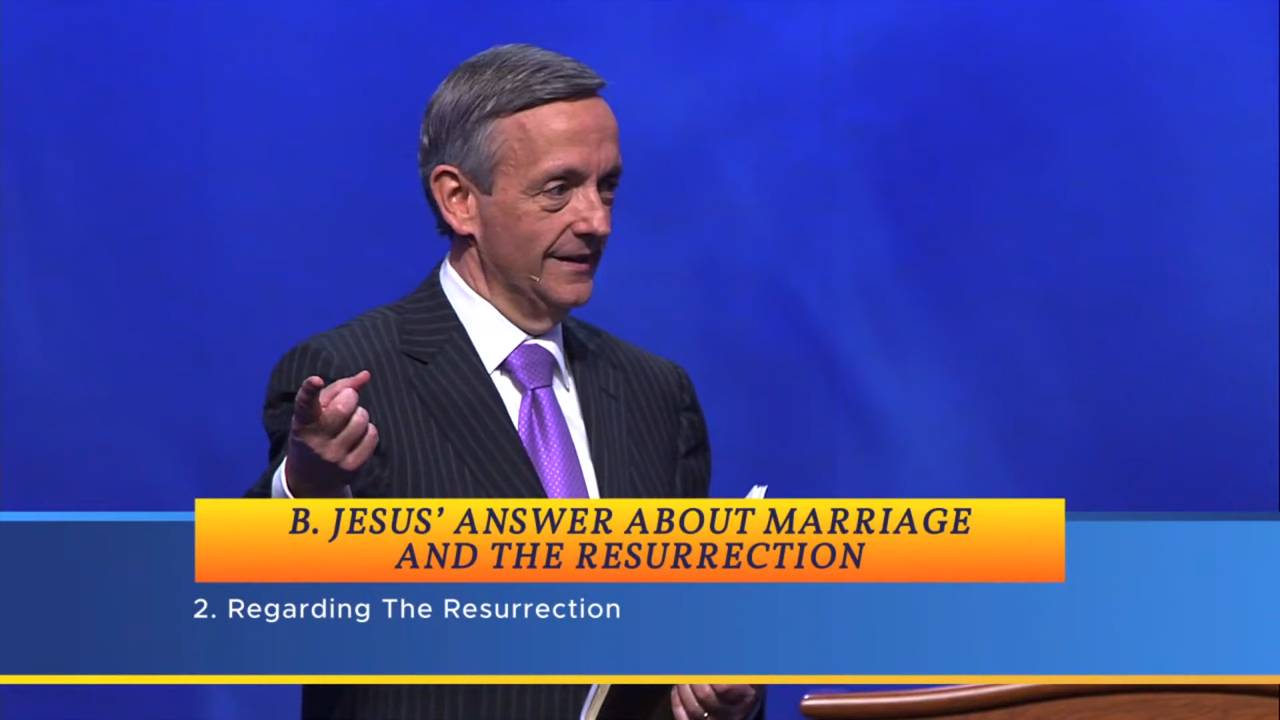 B. JESUS’ ANSWER ABOUT MARRIAGE
AND THE RESURRECTION
2. Regarding The Resurrection